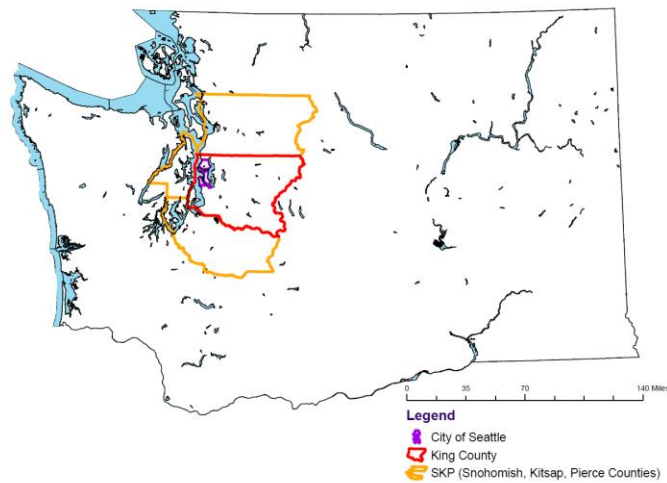 0 35 70 140 Miles
Legend
City of Seattle
King County
SKP (Snohomish, Kitsap, Pierce Counties)